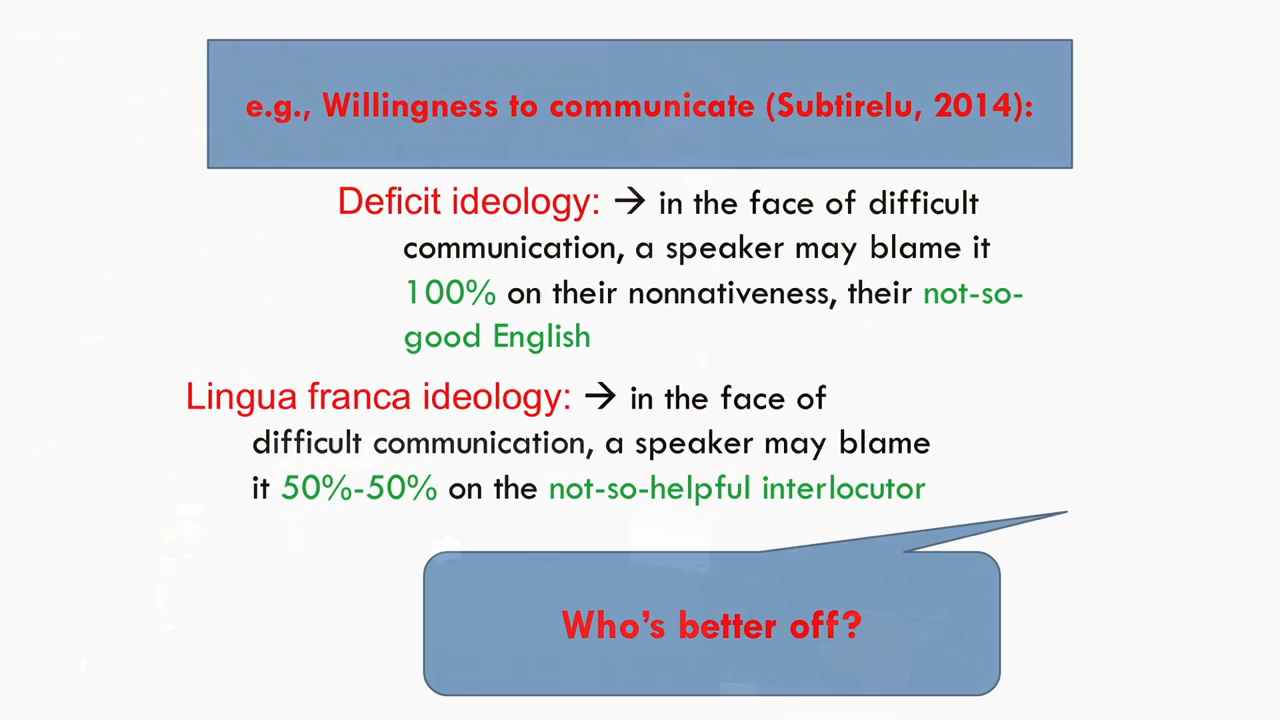 e.g., Willingness to communicate (Subtirelu, 2014):
Deficit ideology: → in the face of difficult
communication, a speaker may blame it
100% on their nonnativeness, their not-so-
good English
Lingua franca ideology: → in the face of
difficult communication, a speaker may blame
it 50%-50% on the not-so-helpful interlocutor
Who’s better off?